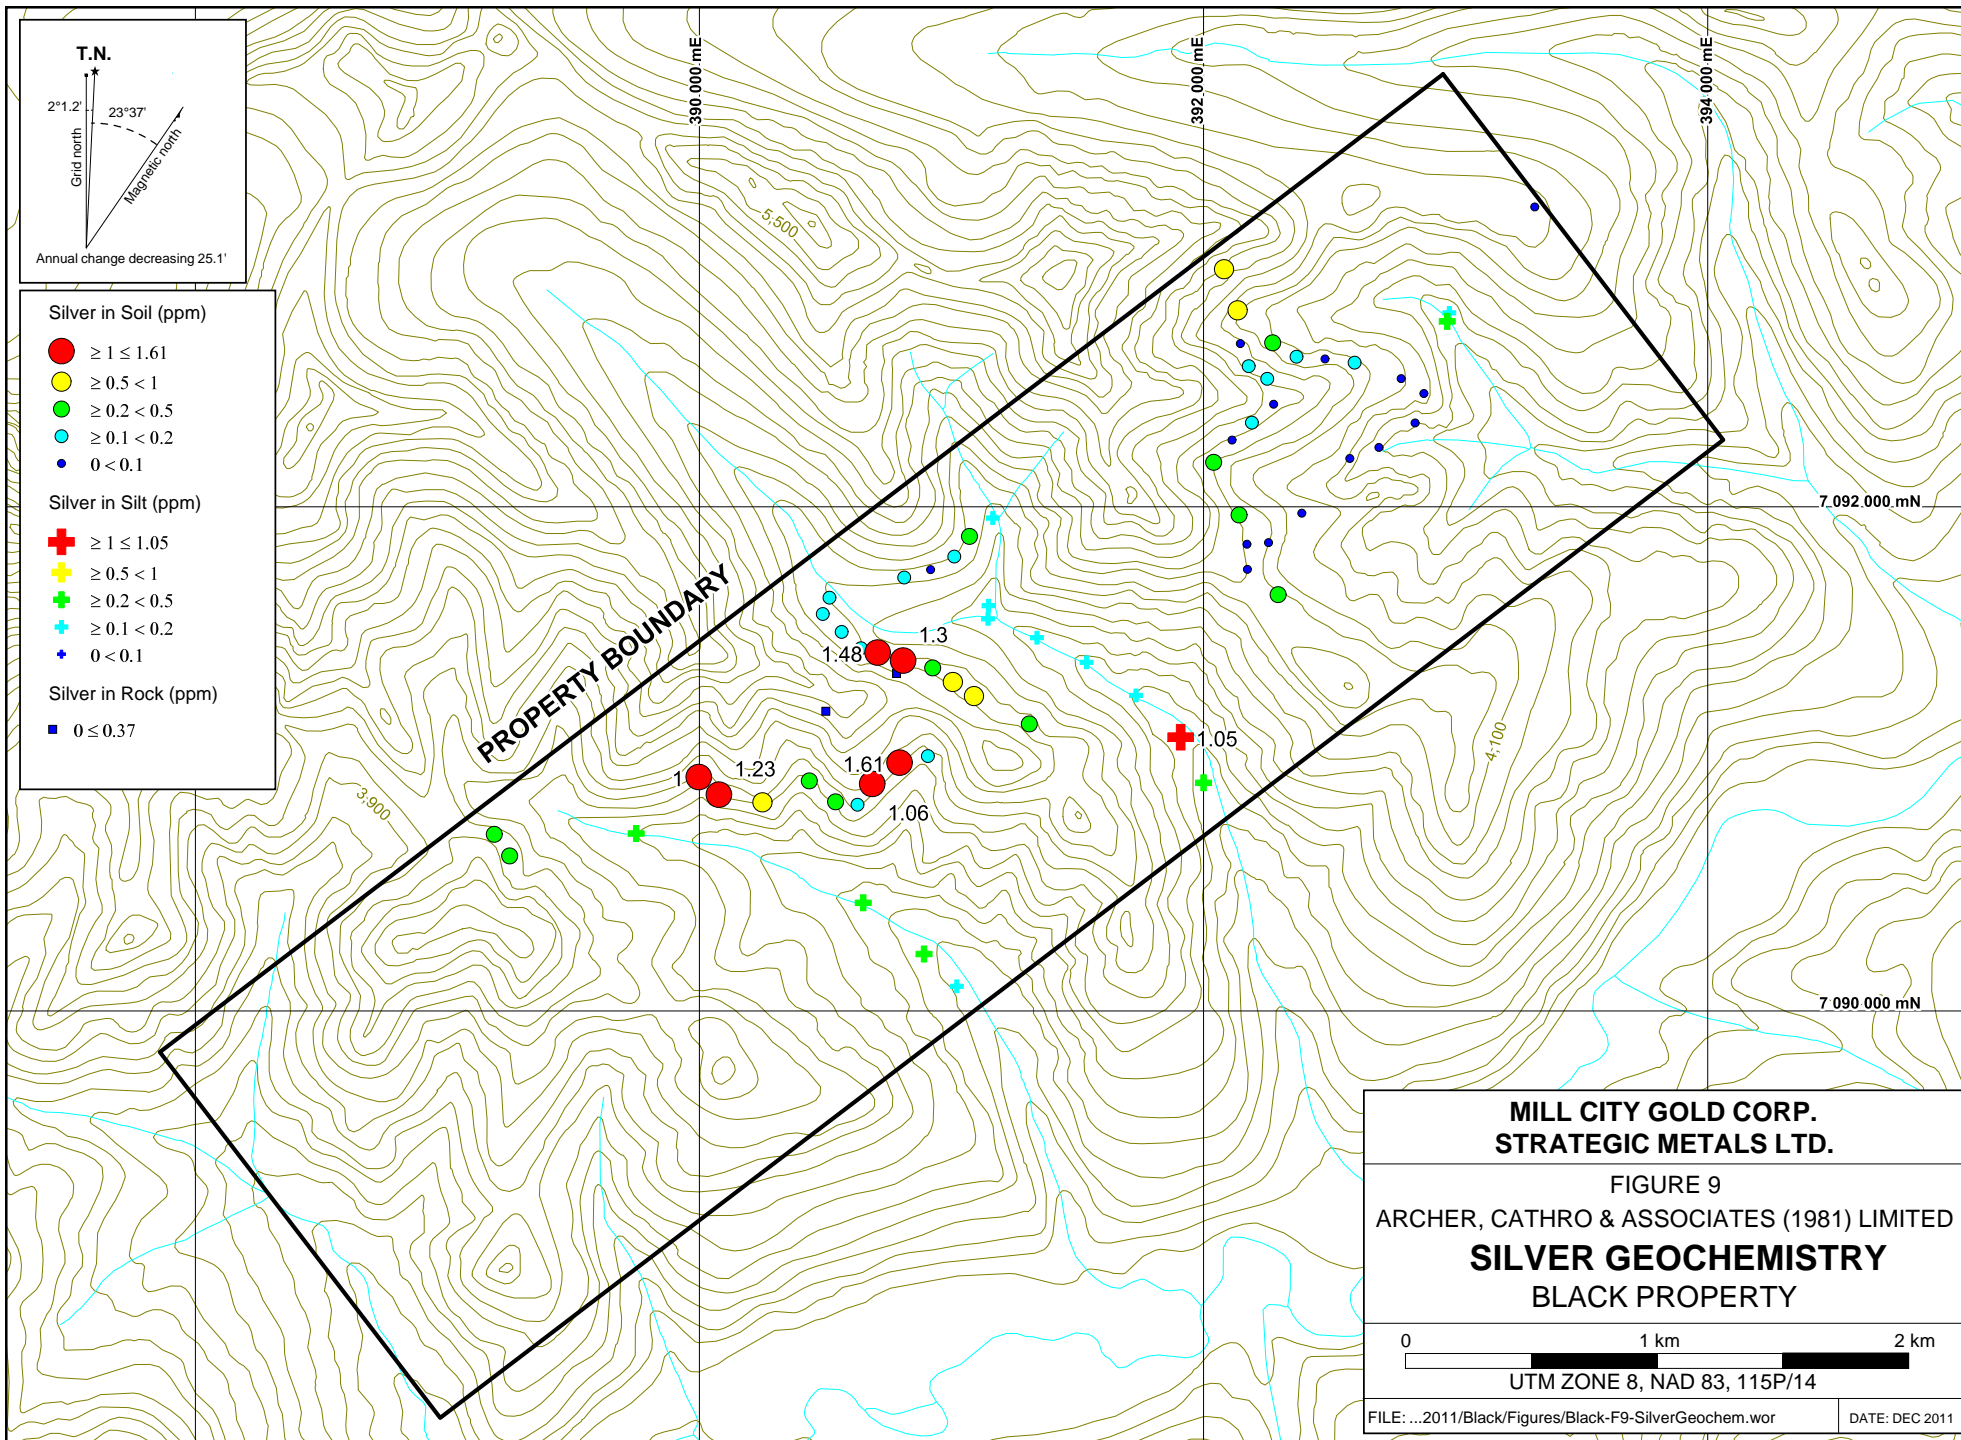 T.N.
2°1.2'
23°37'
Grid north
Magnetic north
Annual change decreasing 25.1'
Silver in Soil (ppm)
≥ 1 ≤ 1.61
≥ 0.5 < 1
≥ 0.2 < 0.5
≥ 0.1 < 0.2
0 < 0.1
Silver in Silt (ppm)
≥ 1 ≤ 1.05
≥ 0.5 < 1
≥ 0.2 < 0.5
≥ 0.1 < 0.2
0 < 0.1
Silver in Rock (ppm)
0 ≤ 0.37
390 000 mE
392 000 mE
394 000 mE
5,500
7 092 000 mN
PROPERTY BOUNDARY
1.3
1.48
1.05
4,100
1
1.23
1.61
1.06
3,900
7 090 000 mN
MILL CITY GOLD CORP.
STRATEGIC METALS LTD.
FIGURE 9
ARCHER, CATHRO & ASSOCIATES (1981) LIMITED
SILVER GEOCHEMISTRY
BLACK PROPERTY
0 1 km 2 km
UTM ZONE 8, NAD 83, 115P/14
FILE: ...2011/Black/Figures/Black-F9-SilverGeochem.wor
DATE: DEC 2011